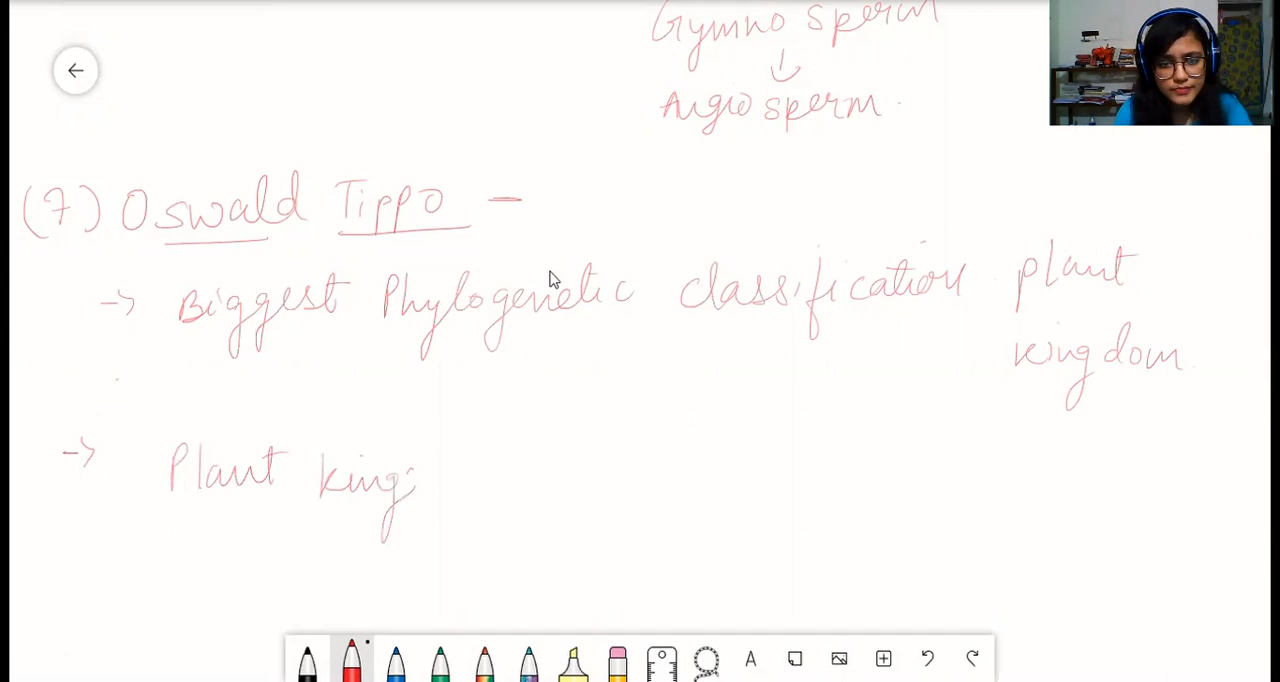 Gymno sperm
↓
Angio sperm.
(7) Oswald Tippo -
-> Biggest Phylogenetic classification plant
kingdom.
-> Plant king:
A